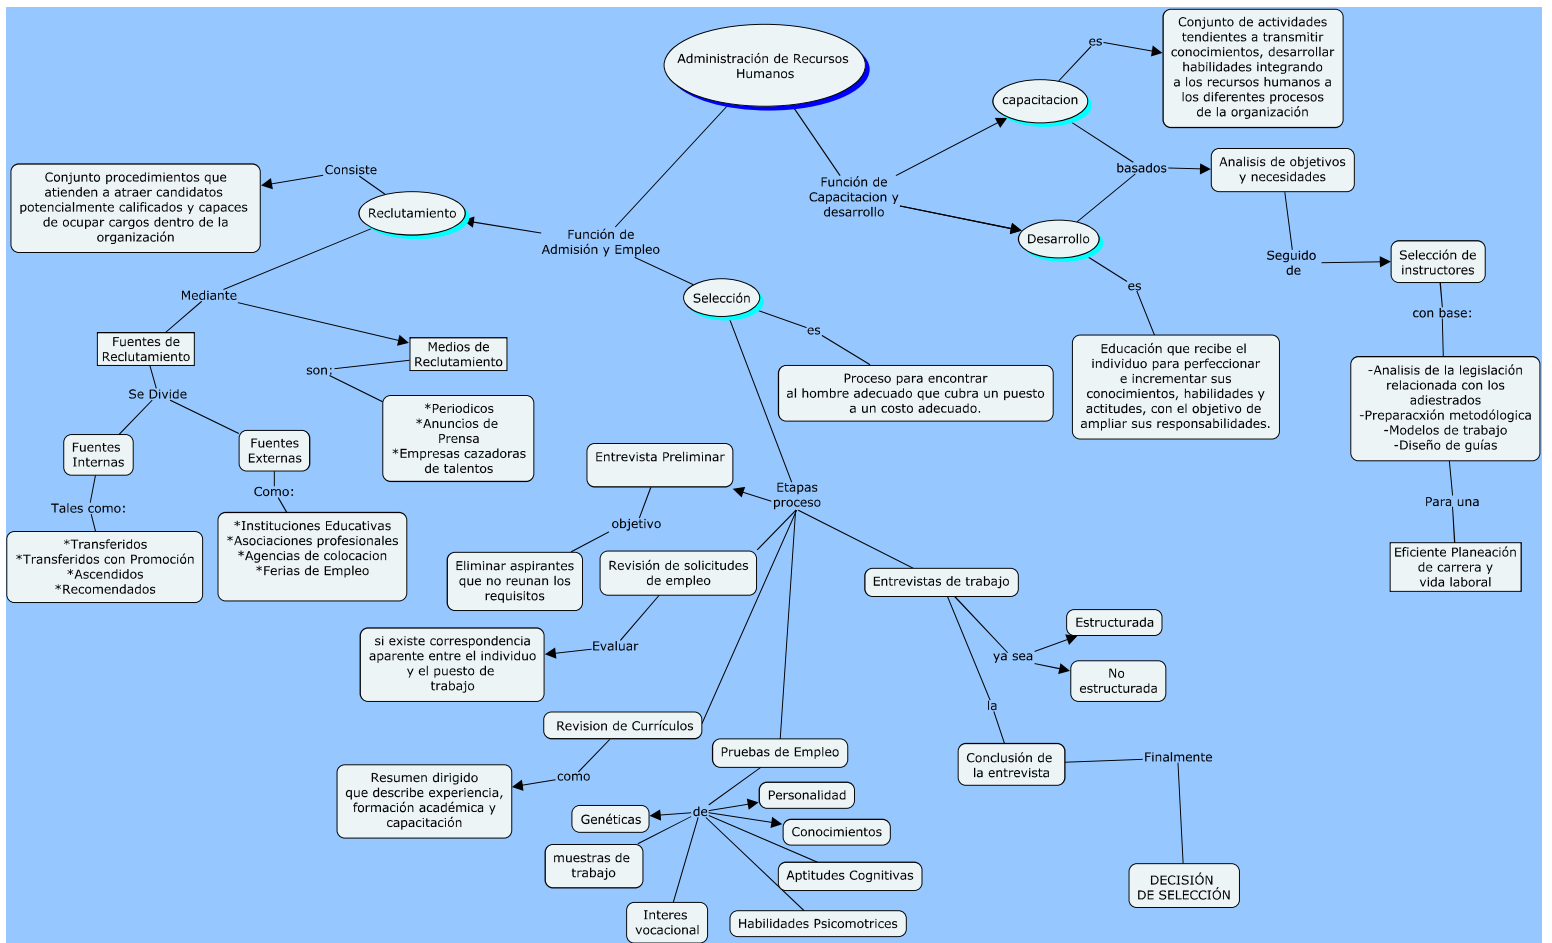 Administración de Recursos
Humanos
Conjunto de actividades
tendientes a transmitir
conocimientos, desarrollar
habilidades integrando
a los recursos humanos a
los diferentes procesos
de la organización
es
capacitacion
Función de
Capacitacion y
desarrollo
basados
Analisis de objetivos
y necesidades
Desarrollo
Seguido
de
Selección de
instructores
es
con base:
Educación que recibe el
individuo para perfeccionar
e incrementar sus
conocimientos, habilidades y
actitudes, con el objetivo de
ampliar sus responsabilidades.
-Analisis de la legislación
relacionada con los
adiestrados
-Preparacxión metodólogica
-Modelos de trabajo
-Diseño de guías
Para una
Eficiente Planeación
de carrera y
vida laboral
Función de
Admisión y Empleo
Reclutamiento
Consiste
Conjunto procedimientos que
atienden a atraer candidatos
potencialmente calificados y capaces
de ocupar cargos dentro de la
organización
Mediante
Fuentes de
Reclutamiento
Medios de
Reclutamiento
son:
*Periodicos
*Anuncios de
Prensa
*Empresas cazadoras
de talentos
Se Divide
Fuentes
Internas
Fuentes
Externas
Tales como:
Como:
*Transferidos
*Transferidos con Promoción
*Ascendidos
*Recomendados
*Instituciones Educativas
*Asociaciones profesionales
*Agencias de colocacion
*Ferias de Empleo
Selección
es
Proceso para encontrar
al hombre adecuado que cubra un puesto
a un costo adecuado.
Etapas
proceso
Entrevista Preliminar
objetivo
Eliminar aspirantes
que no reunan los
requisitos
Revisión de solicitudes
de empleo
Evaluar
si existe correspondencia
aparente entre el individuo
y el puesto de
trabajo
Revision de Currículos
como
Resumen dirigido
que describe experiencia,
formación académica y
capacitación
Pruebas de Empleo
de
Personalidad
Genéticas
Conocimientos
muestras de
trabajo
Aptitudes Cognitivas
Interes
vocacional
Habilidades Psicomotrices
Entrevistas de trabajo
ya sea
Estructurada
No
estructurada
la
Conclusión de
la entrevista
Finalmente
DECISIÓN
DE SELECCIÓN